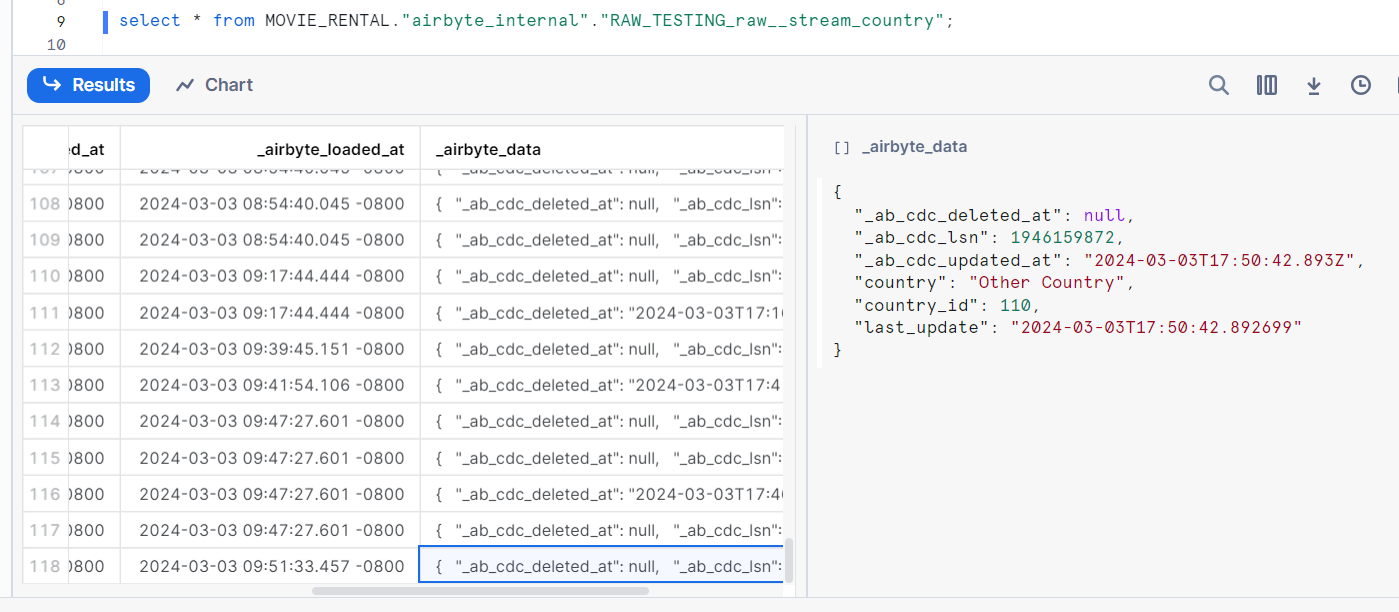 9 select * from MOVIE_RENTAL."airbyte_internal"."RAW_TESTING_raw__stream_country";
10
Results Chart
ed_at _airbyte_loaded_at _airbyte_data
108 0800 2024-03-03 08:54:40.045 -0800 { "_ab_cdc_deleted_at": null, "_ab_cdc_lsn":
109 0800 2024-03-03 08:54:40.045 -0800 { "_ab_cdc_deleted_at": null, "_ab_cdc_lsn":
110 0800 2024-03-03 09:17:44.444 -0800 { "_ab_cdc_deleted_at": null, "_ab_cdc_lsn":
111 0800 2024-03-03 09:17:44.444 -0800 { "_ab_cdc_deleted_at": "2024-03-03T17:1
112 0800 2024-03-03 09:39:45.151 -0800 { "_ab_cdc_deleted_at": null, "_ab_cdc_lsn":
113 0800 2024-03-03 09:41:54.106 -0800 { "_ab_cdc_deleted_at": "2024-03-03T17:4
114 0800 2024-03-03 09:47:27.601 -0800 { "_ab_cdc_deleted_at": null, "_ab_cdc_lsn":
115 0800 2024-03-03 09:47:27.601 -0800 { "_ab_cdc_deleted_at": null, "_ab_cdc_lsn":
116 0800 2024-03-03 09:47:27.601 -0800 { "_ab_cdc_deleted_at": "2024-03-03T17:4
117 0800 2024-03-03 09:47:27.601 -0800 { "_ab_cdc_deleted_at": null, "_ab_cdc_lsn":
118 0800 2024-03-03 09:51:33.457 -0800 { "_ab_cdc_deleted_at": null, "_ab_cdc_lsn":
[] _airbyte_data
{
"_ab_cdc_deleted_at": null,
"_ab_cdc_lsn": 1946159872,
"_ab_cdc_updated_at": "2024-03-03T17:50:42.893Z",
"country": "Other Country",
"country_id": 110,
"last_update": "2024-03-03T17:50:42.892699"
}